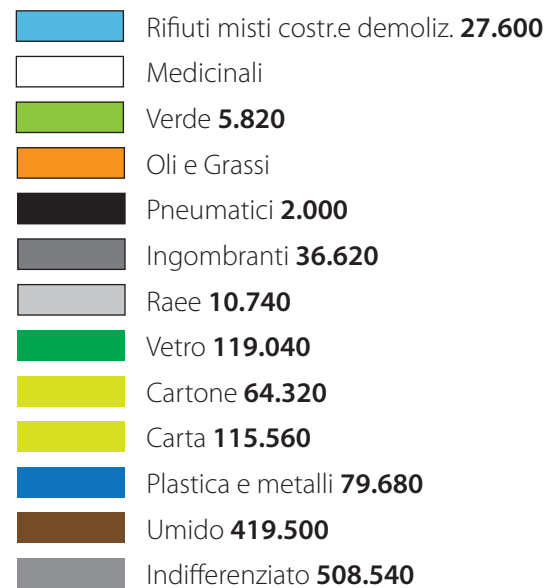 Rifiuti misti costr.e demoliz. 27.600
Medicinali
Verde 5.820
Oli e Grassi
Pneumatici 2.000
Ingombranti 36.620
Raee 10.740
Vetro 119.040
Cartone 64.320
Carta 115.560
Plastica e metalli 79.680
Umido 419.500
Indifferenziato 508.540